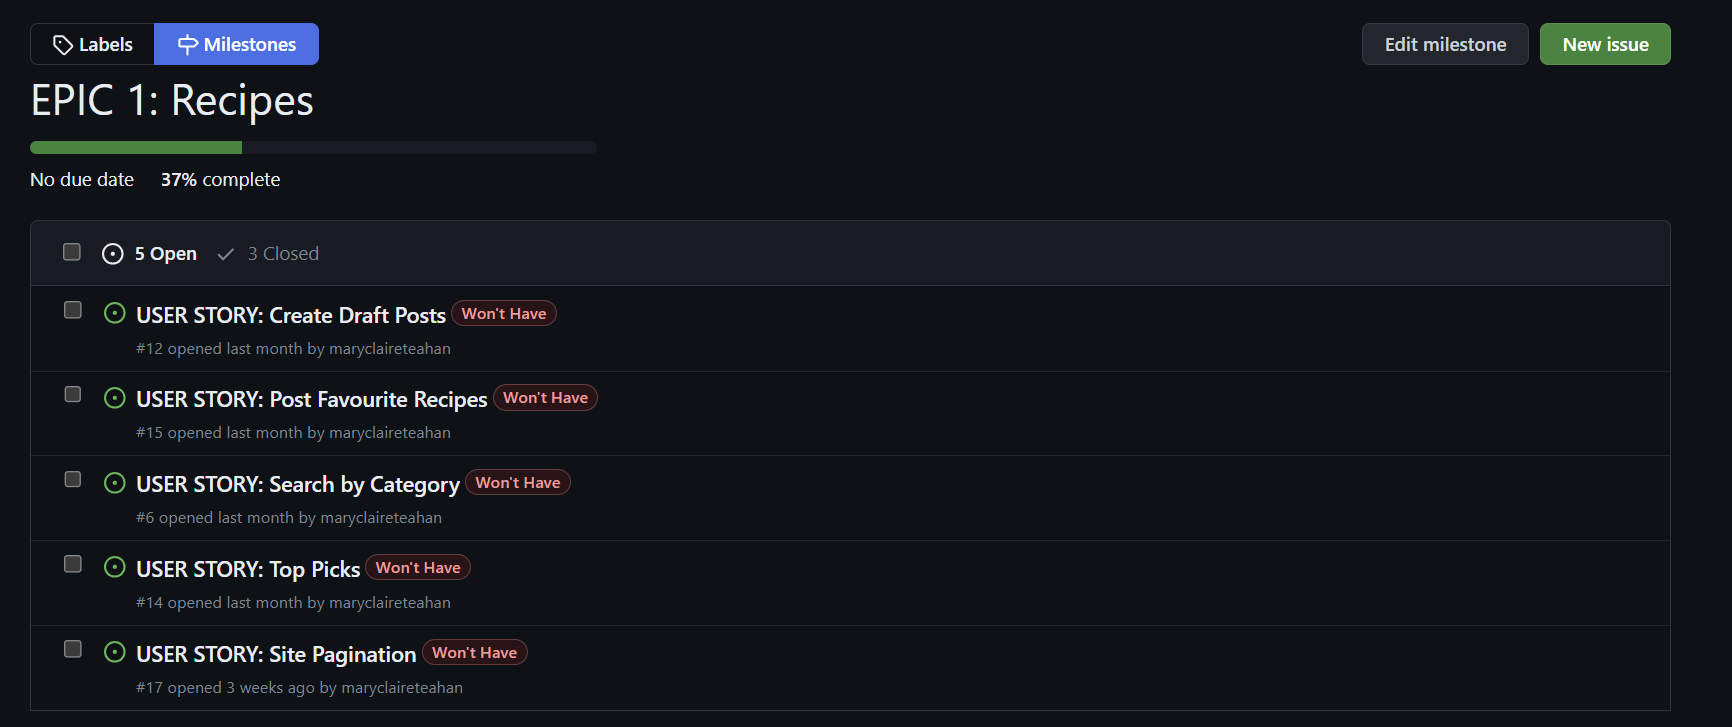 Labels Milestones Edit milestone New issue
EPIC 1: Recipes
No due date 37% complete
5 Open 3 Closed
USER STORY: Create Draft Posts Won't Have
#12 opened last month by maryclaireteahan
USER STORY: Post Favourite Recipes Won't Have
#15 opened last month by maryclaireteahan
USER STORY: Search by Category Won't Have
#6 opened last month by maryclaireteahan
USER STORY: Top Picks Won't Have
#14 opened last month by maryclaireteahan
USER STORY: Site Pagination Won't Have
#17 opened 3 weeks ago by maryclaireteahan